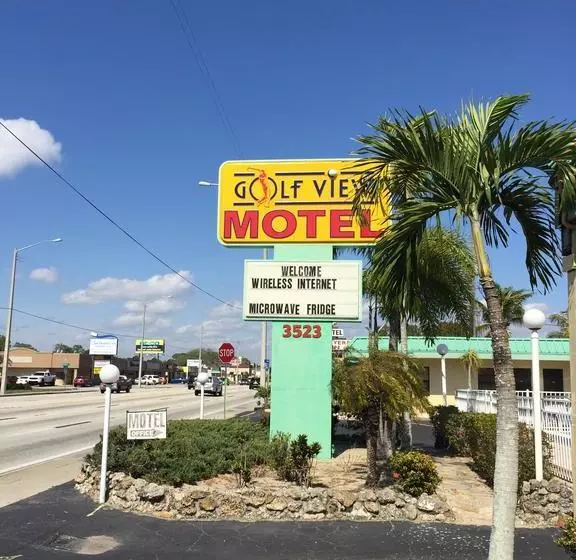 GOLF VIEW
MOTEL
WELCOME
WIRELESS INTERNET
MICROWAVE FRIDGE
3523
STOP
MOTEL
OFFICE